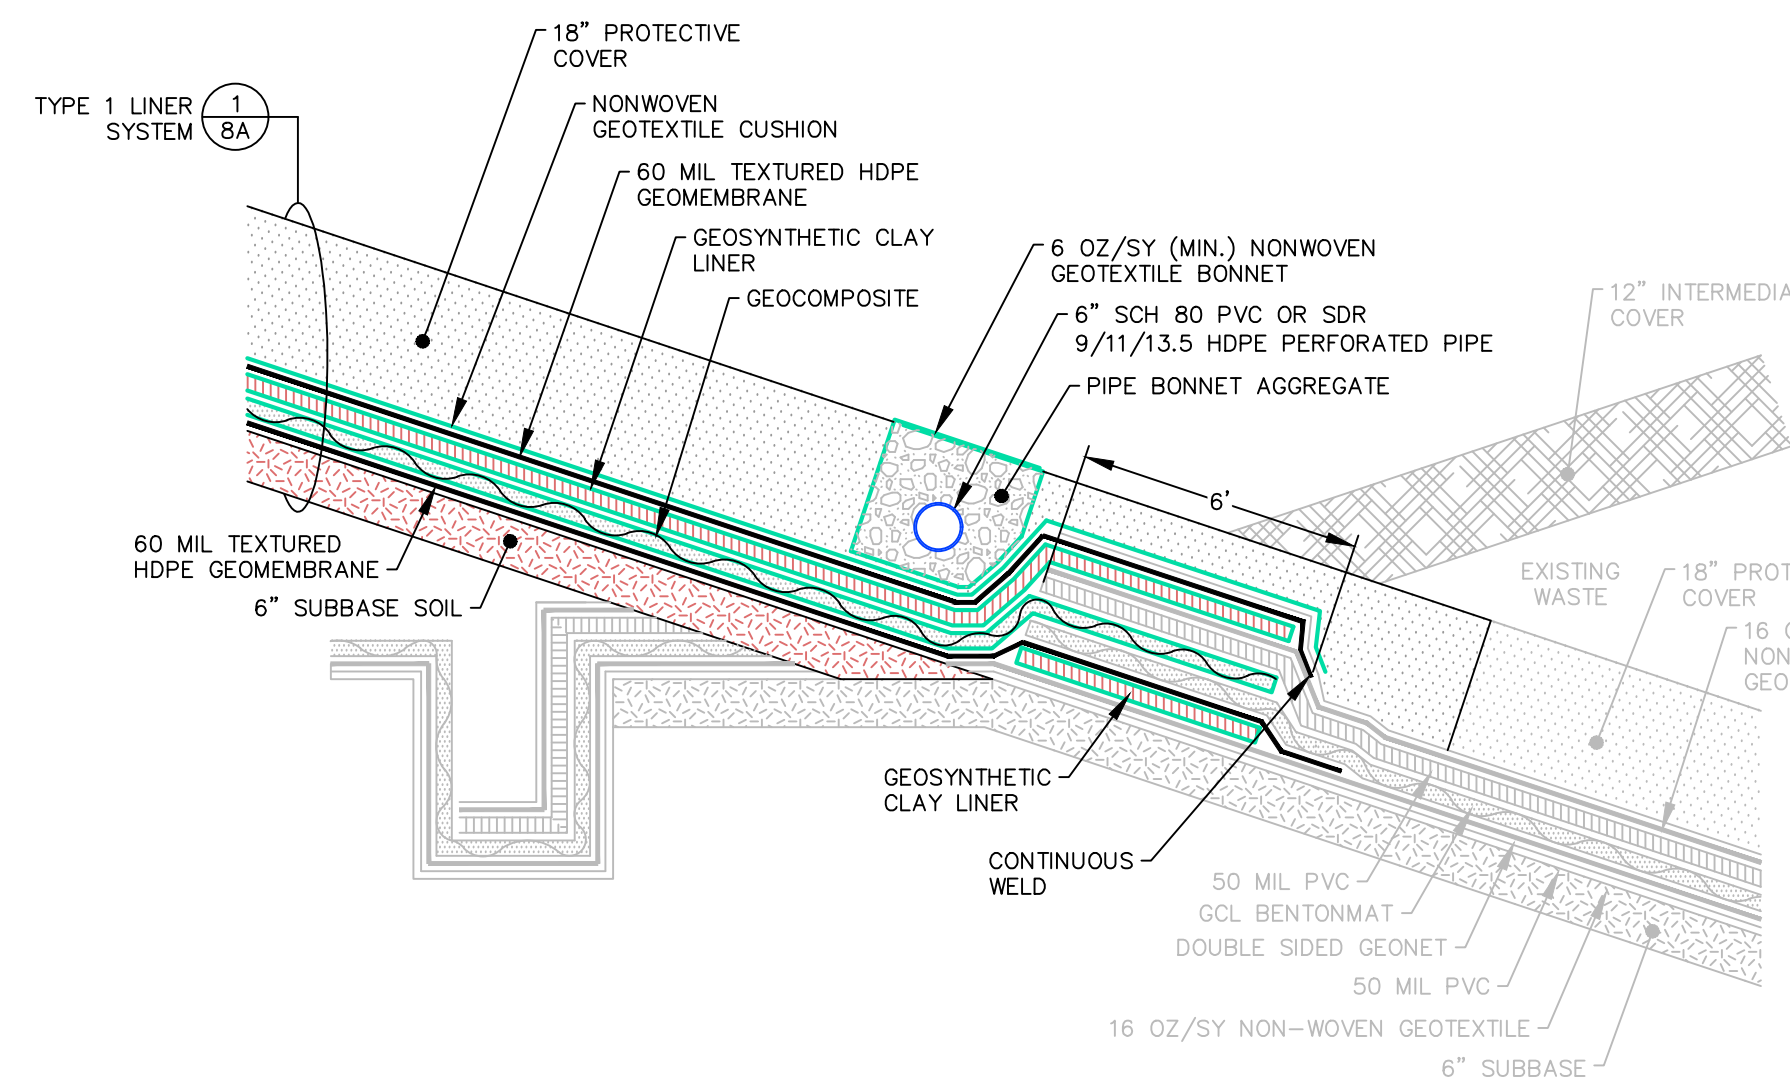 18" PROTECTIVE
COVER
TYPE 1 LINER
SYSTEM
1
8A
NONWOVEN
GEOTEXTILE CUSHION
60 MIL TEXTURED HDPE
GEOMEMBRANE
GEOSYNTHETIC CLAY
LINER
GEOCOMPOSITE
6 OZ/SY (MIN.) NONWOVEN
GEOTEXTILE BONNET
6" SCH 80 PVC OR SDR
9/11/13.5 HDPE PERFORATED PIPE
PIPE BONNET AGGREGATE
12" INTERMEDIA
COVER
6'
60 MIL TEXTURED
HDPE GEOMEMBRANE
6" SUBBASE SOIL
EXISTING
WASTE
18" PROT
COVER
16 O
NON
GEO
GEOSYNTHETIC
CLAY LINER
CONTINUOUS
WELD
50 MIL PVC
GCL BENTONMAT
DOUBLE SIDED GEONET
50 MIL PVC
16 OZ/SY NON-WOVEN GEOTEXTILE
6" SUBBASE